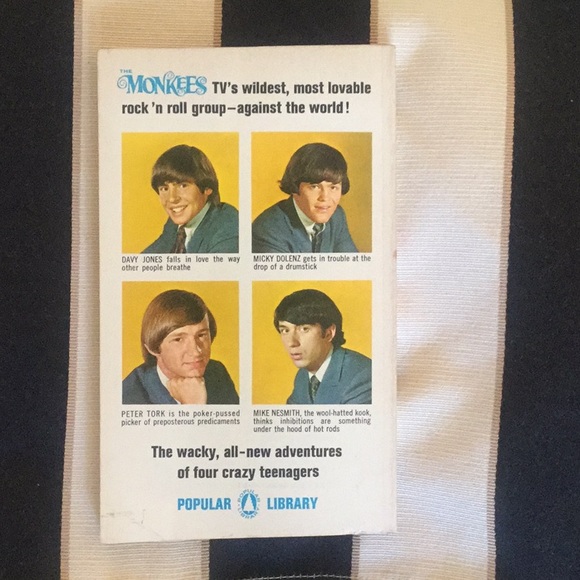 THE
MONKEES TV's wildest, most lovable
rock 'n roll group—against the world!
DAVY JONES falls in love the way
other people breathe
MICKY DOLENZ gets in trouble at the
drop of a drumstick
PETER TORK is the poker-pussed
picker of preposterous predicaments
MIKE NESMITH, the wool-hatted kook,
thinks inhibitions are something
under the hood of hot rods
The wacky, all-new adventures
of four crazy teenagers
POPULAR LIBRARY